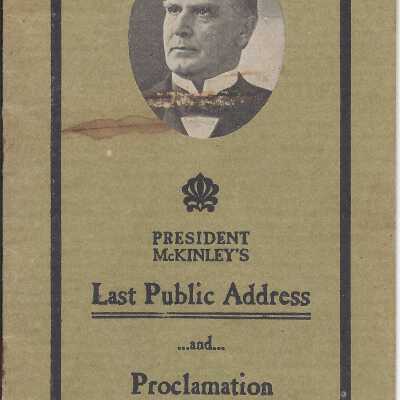 PRESIDENT
McKINLEY'S
Last Public Address
...and...
Proclamation